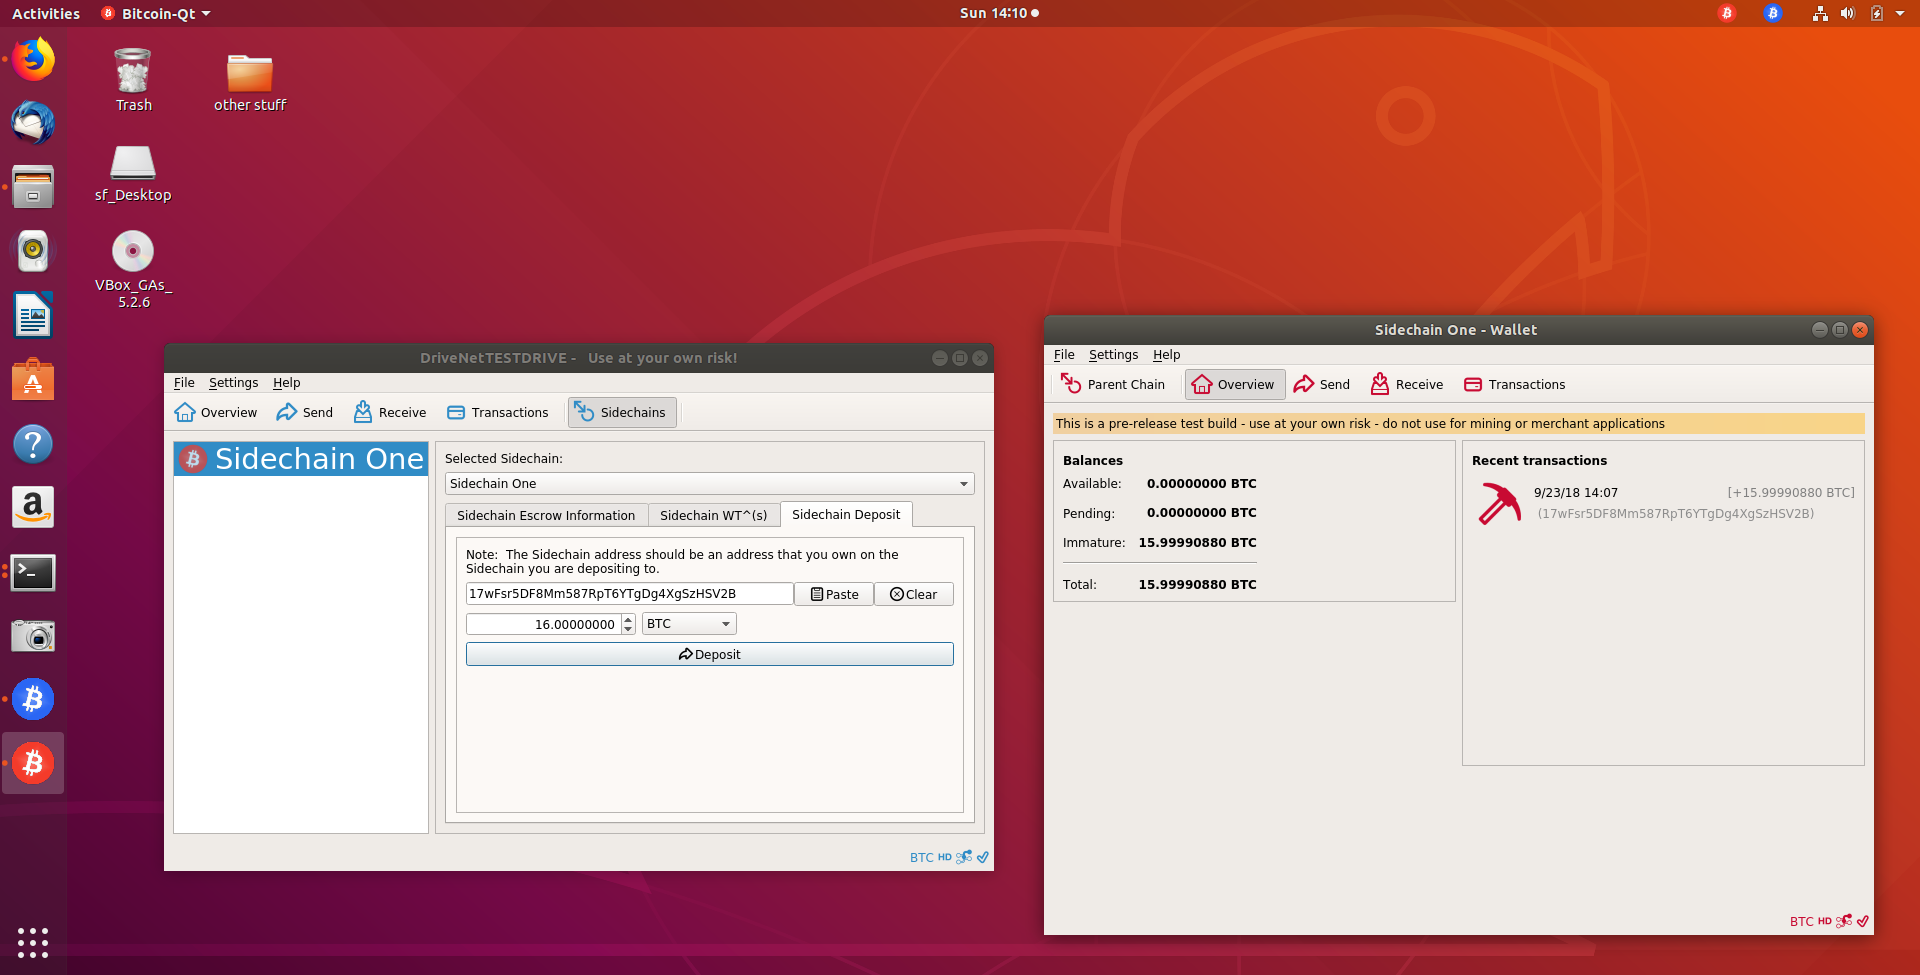 Activities
Bitcoin-Qt
Sun 14:10
Trash
other stuff
sf_Desktop
VBox_GAs_
5.2.6
DriveNetTESTDRIVE - Use at your own risk!
File Settings Help
Overview Send Receive Transactions Sidechains
Sidechain One
Selected Sidechain:
Sidechain One
Sidechain Escrow Information Sidechain WT^(s) Sidechain Deposit
Note: The Sidechain address should be an address that you own on the
Sidechain you are depositing to.
17wFsr5DF8Mm587RpT6YTgDg4XgSzHSV2B Paste Clear
16.00000000 BTC
Deposit
BTC HD
Sidechain One - Wallet
File Settings Help
Parent Chain Overview Send Receive Transactions
This is a pre-release test build - use at your own risk - do not use for mining or merchant applications
Balances
Available: 0.00000000 BTC
Pending: 0.00000000 BTC
Immature: 15.99990880 BTC
Total: 15.99990880 BTC
Recent transactions
9/23/18 14:07 [+15.99990880 BTC]
(17wFsr5DF8Mm587RpT6YTgDg4XgSzHSV2B)
BTC HD